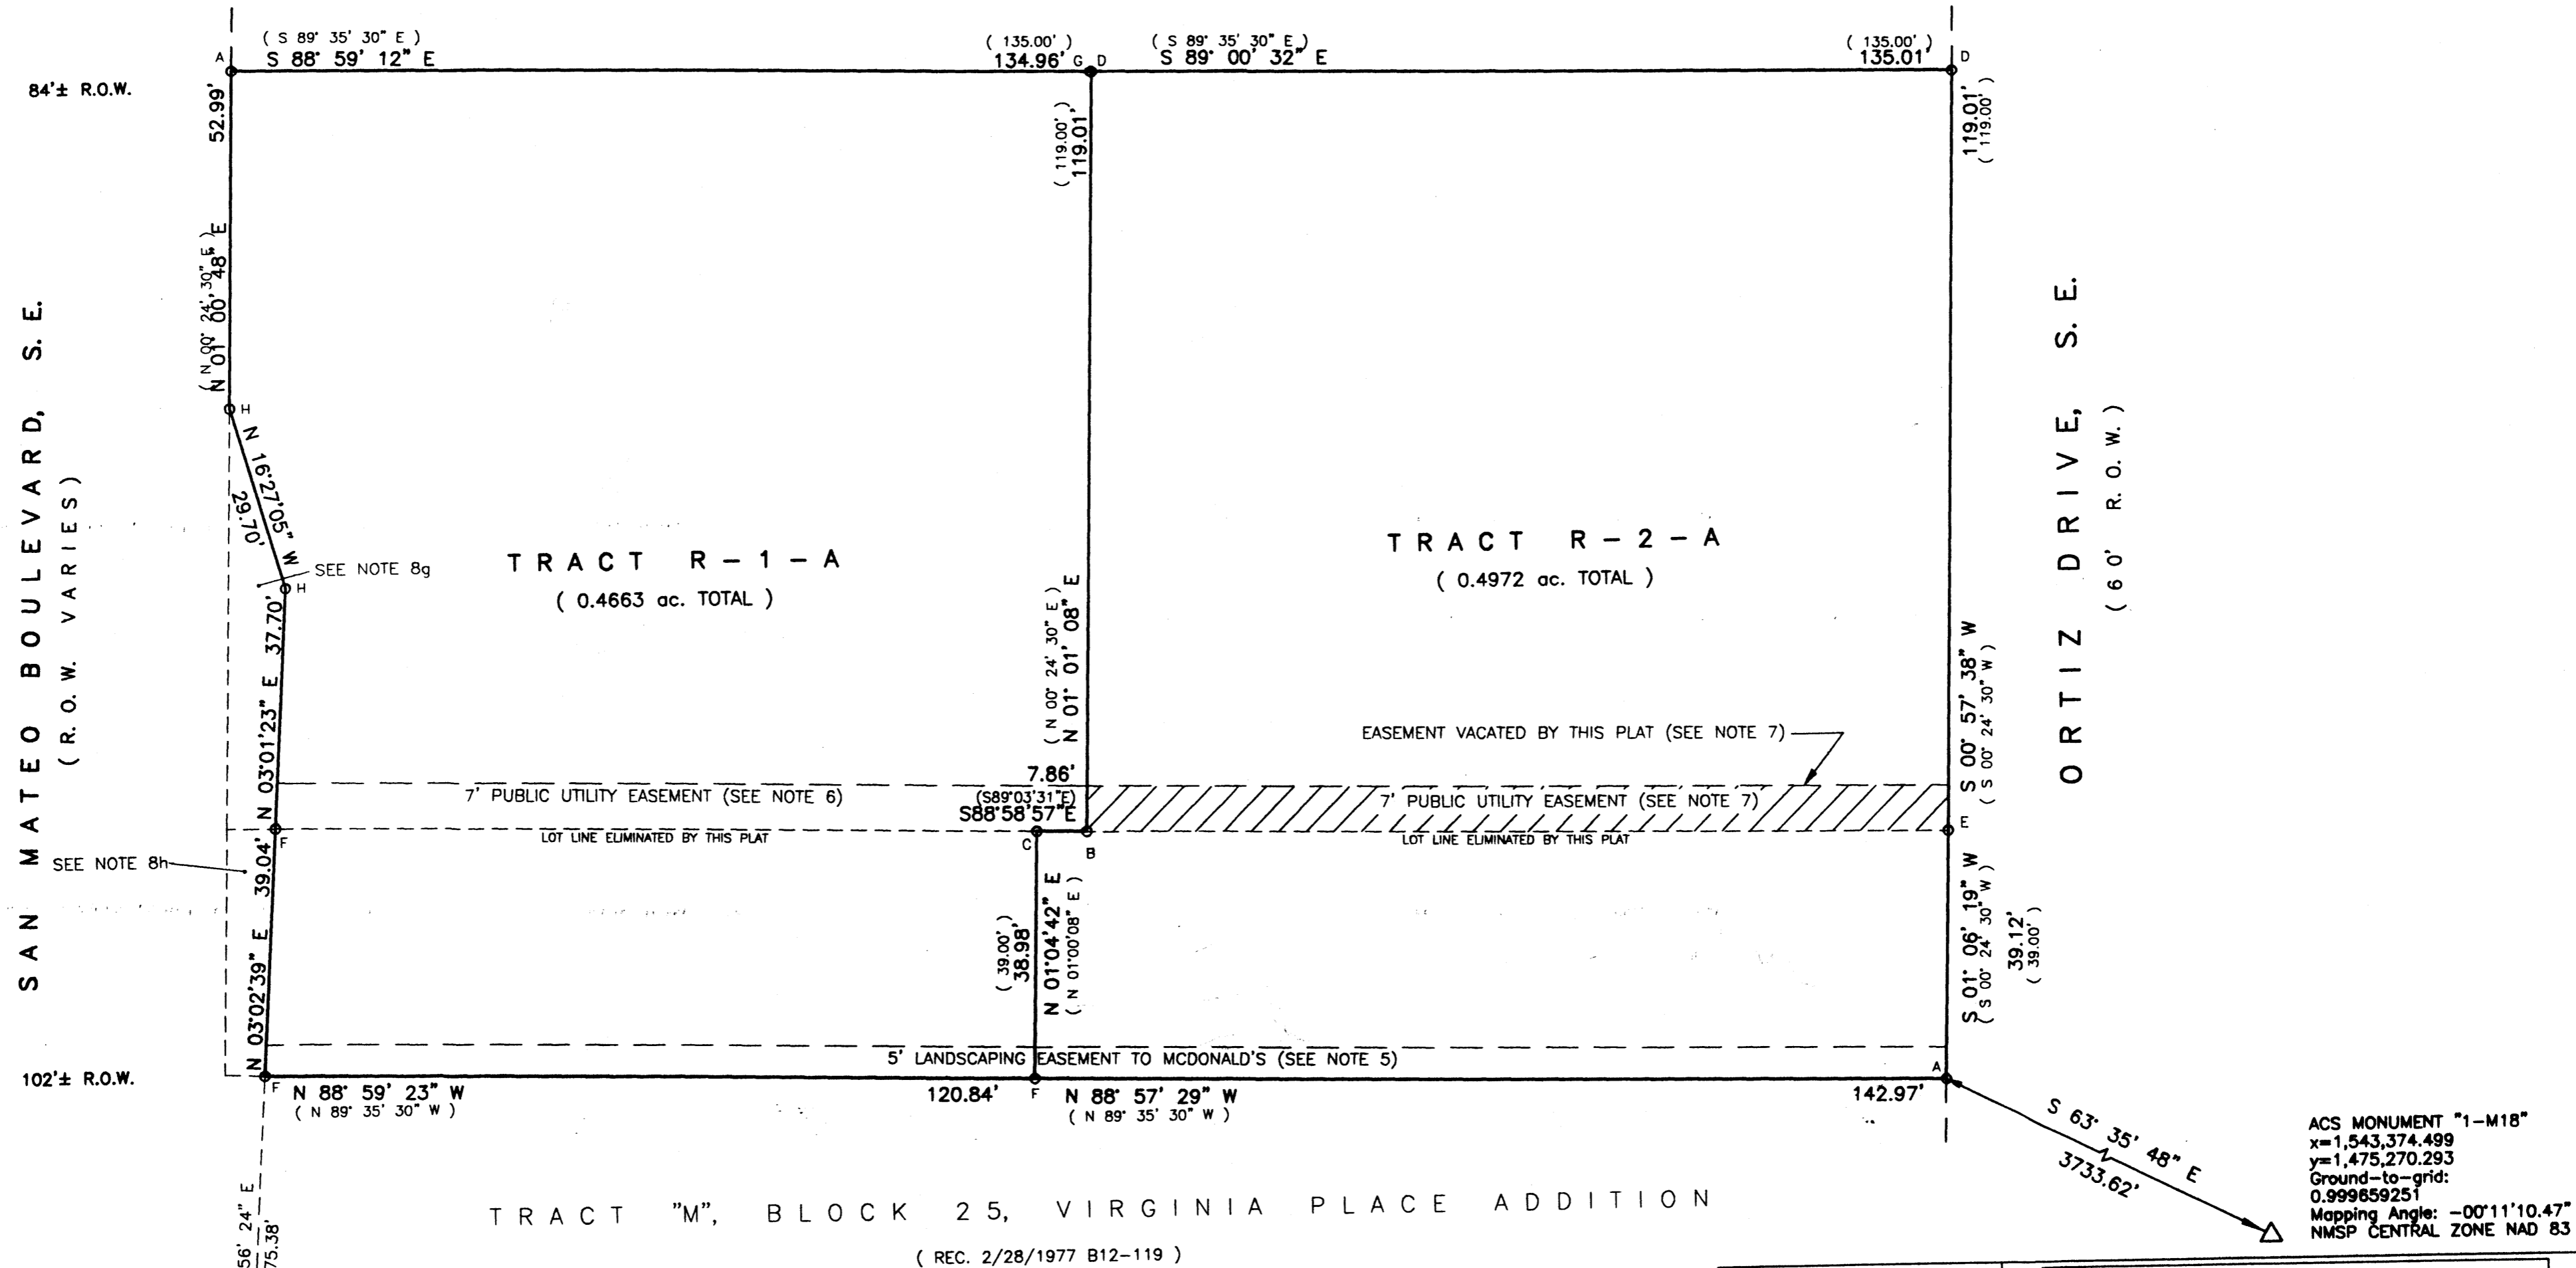 ( S 89° 35' 30" E )
S 88° 59' 12" E
( 135.00' )
134.96'
( S 89° 35' 30" E )
S 89° 00' 32" E
( 135.00' )
135.01'
A
G
D
D
84'± R.O.W.
52.99'
( 119.00' )
119.01'
119.01'
( 119.00' )
( N 00° 24' 30" E )
N 01° 00' 48" E
SAN MATEO BOULEVARD, S. E.
( R. O. W. VARIES )
ORTIZ DRIVE, S. E.
( 60' R. O. W. )
H
N 16°27'05" W
29.70'
SEE NOTE 8g
H
TRACT R-1-A
( 0.4663 ac. TOTAL )
TRACT R-2-A
( 0.4972 ac. TOTAL )
N 03°01'23" E 37.70'
( N 00° 24' 30" E )
N 01° 01' 08" E
S 00° 57' 38" W
( S 00° 24' 30" W )
EASEMENT VACATED BY THIS PLAT (SEE NOTE 7)
7.86'
7' PUBLIC UTILITY EASEMENT (SEE NOTE 6)
(S89°03'31"E)
7' PUBLIC UTILITY EASEMENT (SEE NOTE 7)
S88°58'57"E
E
LOT LINE ELIMINATED BY THIS PLAT
LOT LINE ELIMINATED BY THIS PLAT
F
C
B
SEE NOTE 8h
N 03°02'39" E 39.04'
( 39.00' )
38.98'
N 01°04'42" E
( N 01°00'08" E )
S 01° 06' 19" W
( S 00° 24' 30" W )
39.12'
( 39.00' )
5' LANDSCAPING EASEMENT TO MCDONALD'S (SEE NOTE 5)
102'± R.O.W.
A
F
N 88° 59' 23" W
( N 89° 35' 30" W )
120.84'
F
N 88° 57' 29" W
( N 89° 35' 30" W )
142.97'
S 63° 35' 48" E
3733.62'
ACS MONUMENT "1-M18"
x=1,543,374.499
y=1,475,270.293
Ground-to-grid:
0.999659251
Mapping Angle: -00°11'10.47"
NMSP CENTRAL ZONE NAD 83
56' 24" E
75.38'
TRACT "M", BLOCK 25, VIRGINIA PLACE ADDITION
( REC. 2/28/1977 B12-119 )